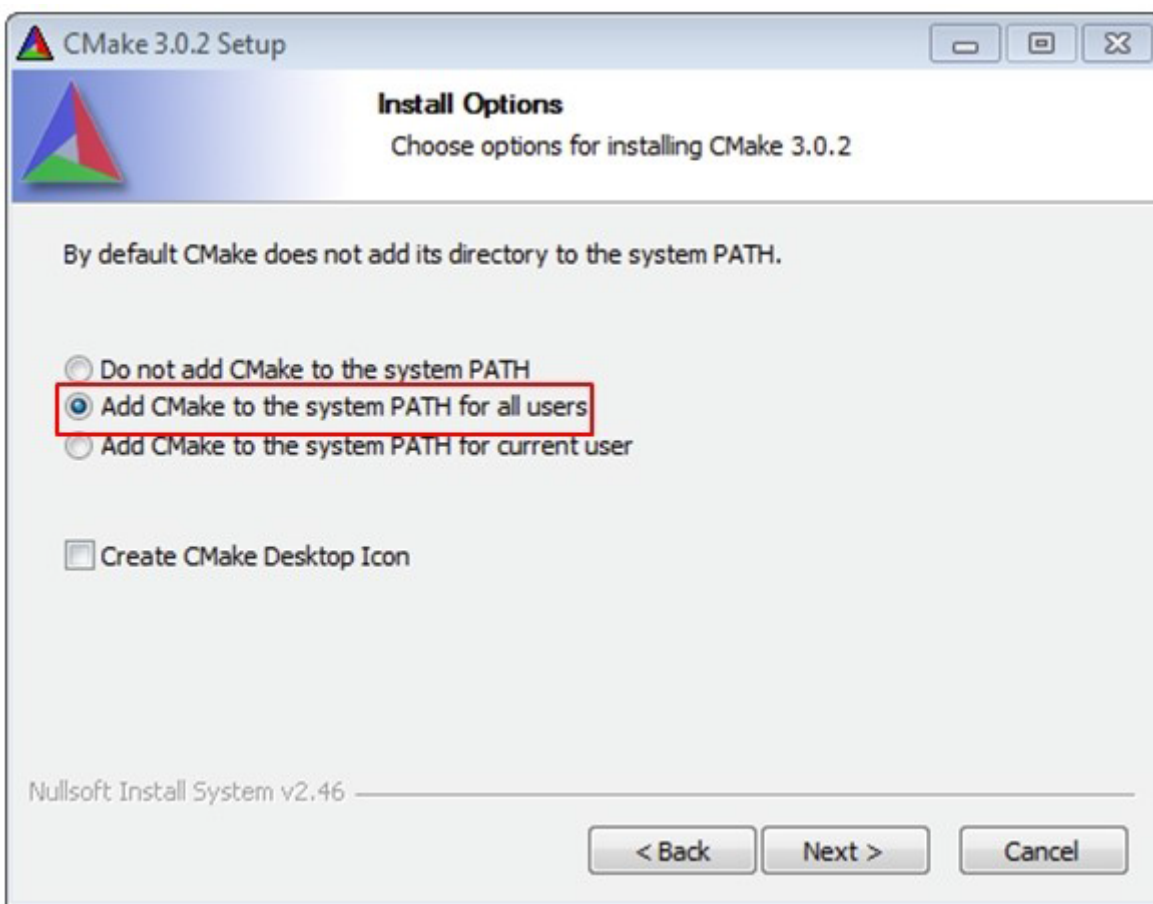 CMake 3.0.2 Setup
Install Options
Choose options for installing CMake 3.0.2
By default CMake does not add its directory to the system PATH.
Do not add CMake to the system PATH
Add CMake to the system PATH for all users
Add CMake to the system PATH for current user
Create CMake Desktop Icon
Nullsoft Install System v2.46
< Back Next > Cancel